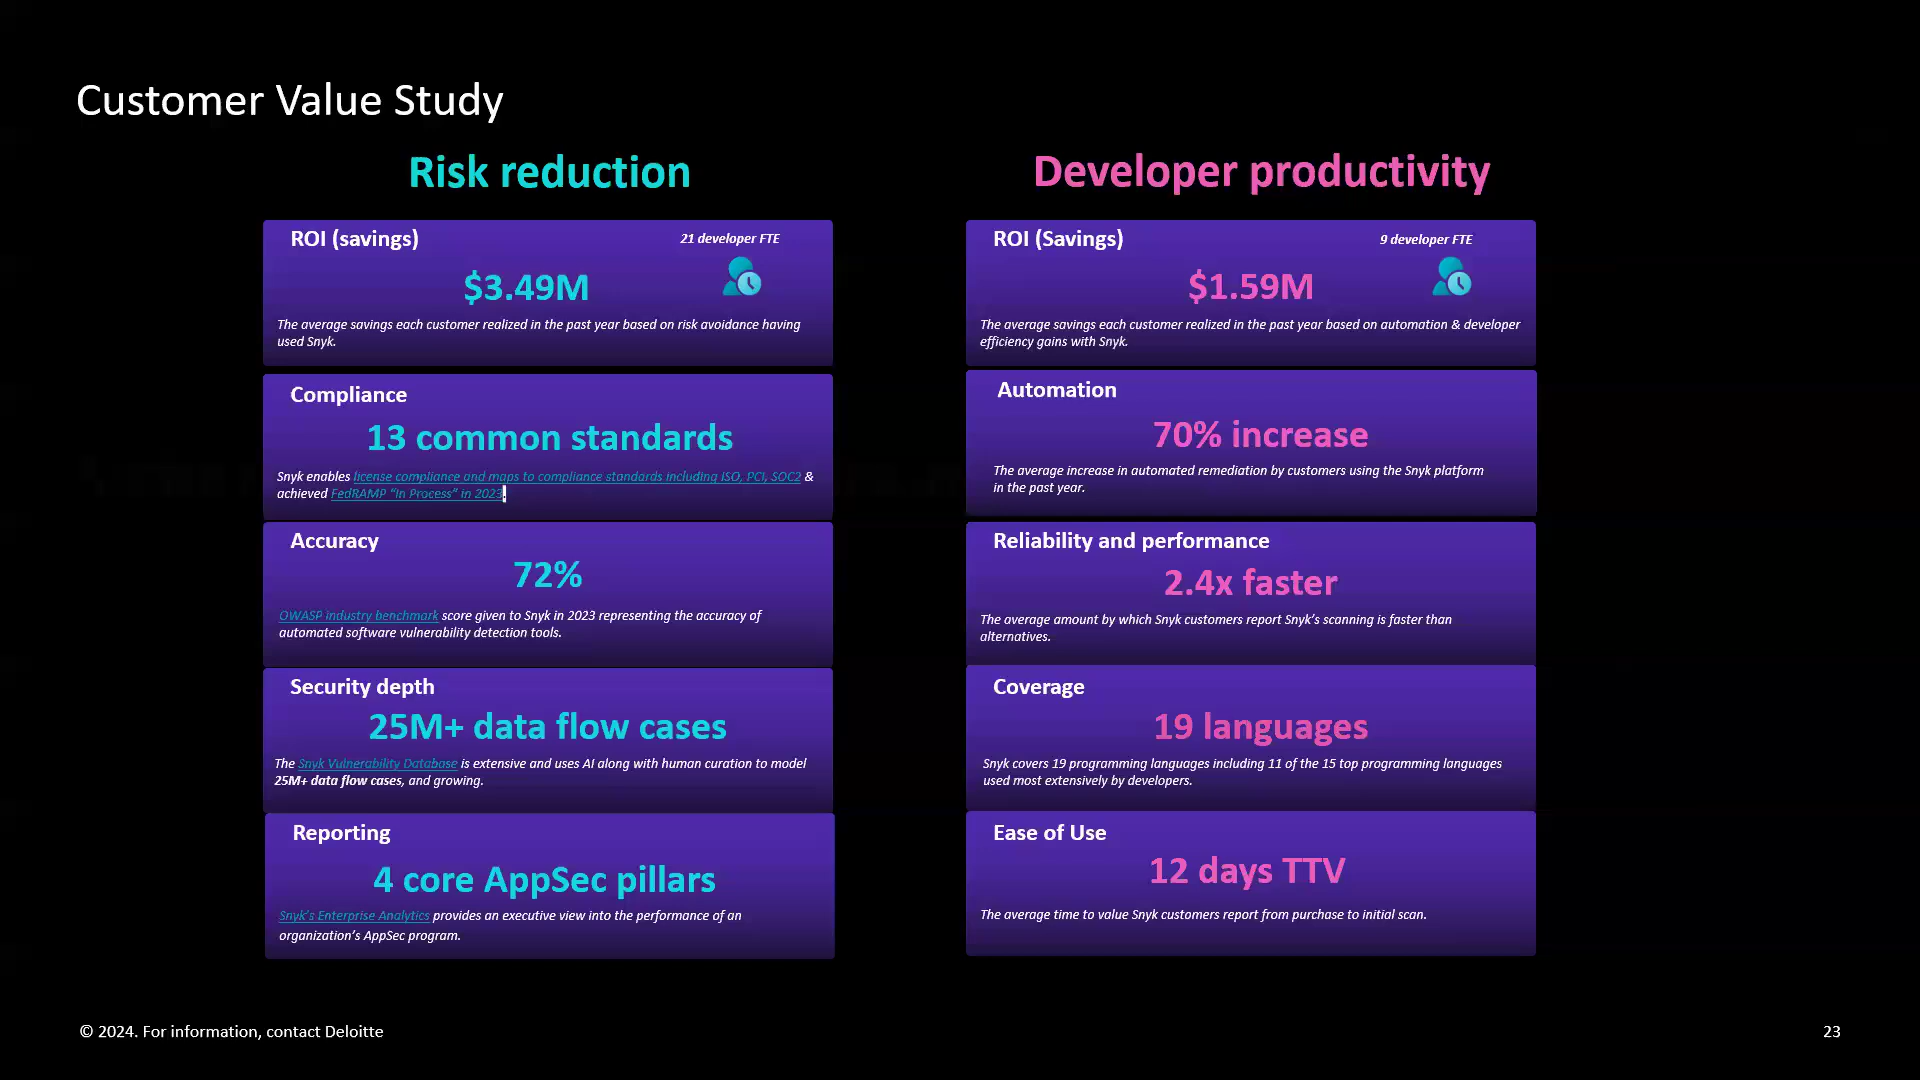 Customer Value Study
Risk reduction
ROI (savings)
21 developer FTE
$3.49M
The average savings each customer realized in the past year based on risk avoidance having
used Snyk.
Compliance
13 common standards
Snyk enables license compliance and maps to compliance standards including ISO, PCI, SOC2 &
achieved FedRAMP “In Process” in 2023.
Accuracy
72%
OWASP industry benchmark score given to Snyk in 2023 representing the accuracy of
automated software vulnerability detection tools.
Security depth
25M+ data flow cases
The Snyk Vulnerability Database is extensive and uses AI along with human curation to model
25M+ data flow cases, and growing.
Reporting
4 core AppSec pillars
Snyk’s Enterprise Analytics provides an executive view into the performance of an
organization’s AppSec program.
Developer productivity
ROI (Savings)
9 developer FTE
$1.59M
The average savings each customer realized in the past year based on automation & developer
efficiency gains with Snyk.
Automation
70% increase
The average increase in automated remediation by customers using the Snyk platform
in the past year.
Reliability and performance
2.4x faster
The average amount by which Snyk customers report Snyk’s scanning is faster than
alternatives.
Coverage
19 languages
Snyk covers 19 programming languages including 11 of the 15 top programming languages
used most extensively by developers.
Ease of Use
12 days TTV
The average time to value Snyk customers report from purchase to initial scan.
© 2024. For information, contact Deloitte
23